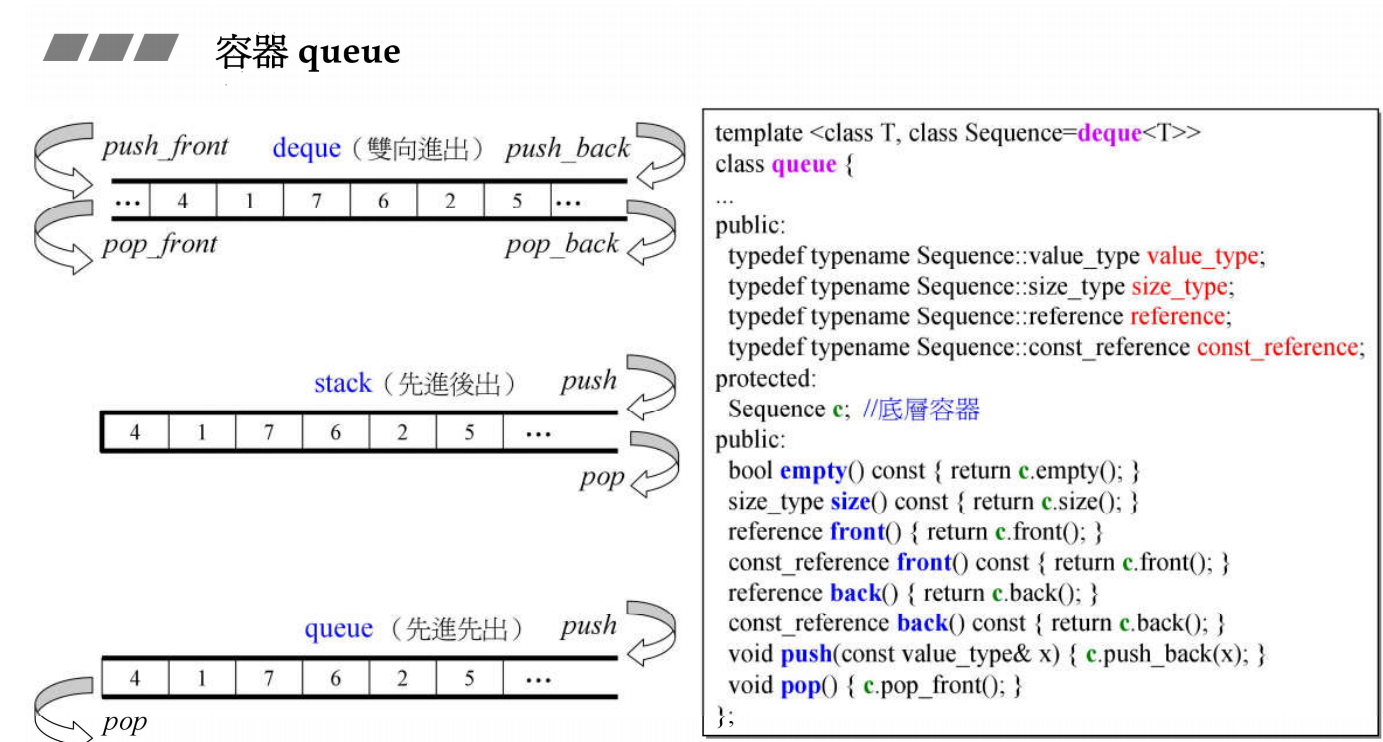 容器 queue
push_front deque（雙向進出） push_back
... 4 1 7 6 2 5 ...
pop_front pop_back
stack（先進後出） push
4 1 7 6 2 5 ...
pop
queue （先進先出） push
4 1 7 6 2 5 ...
pop
template <class T, class Sequence=deque<T>>
class queue {
...
public:
typedef typename Sequence::value_type value_type;
typedef typename Sequence::size_type size_type;
typedef typename Sequence::reference reference;
typedef typename Sequence::const_reference const_reference;
protected:
Sequence c; //底層容器
public:
bool empty() const { return c.empty(); }
size_type size() const { return c.size(); }
reference front() { return c.front(); }
const_reference front() const { return c.front(); }
reference back() { return c.back(); }
const_reference back() const { return c.back(); }
void push(const value_type& x) { c.push_back(x); }
void pop() { c.pop_front(); }
};